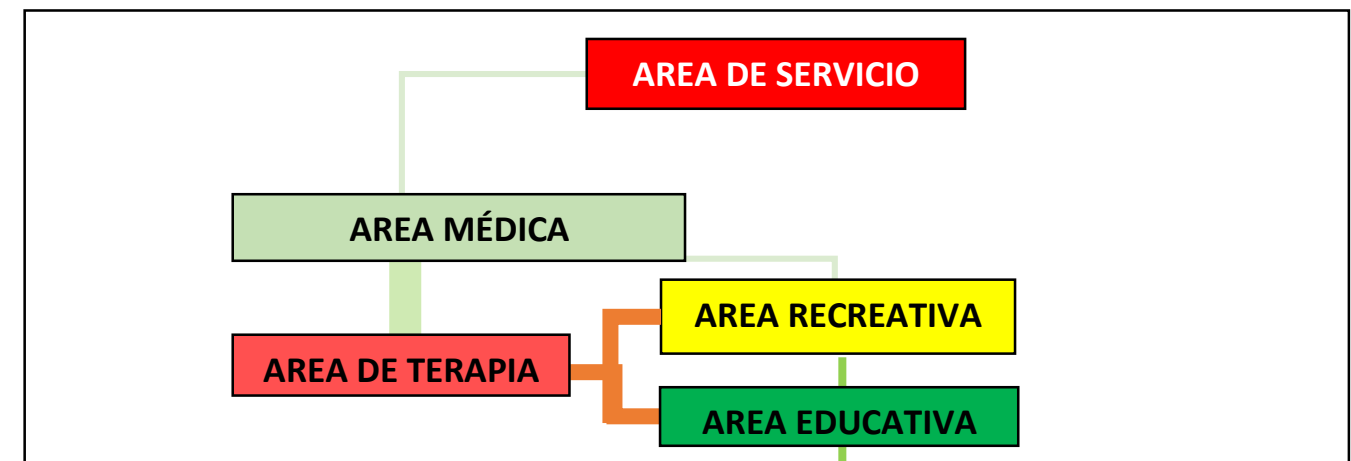 AREA DE SERVICIO
AREA MÉDICA
AREA RECREATIVA
AREA DE TERAPIA
AREA EDUCATIVA